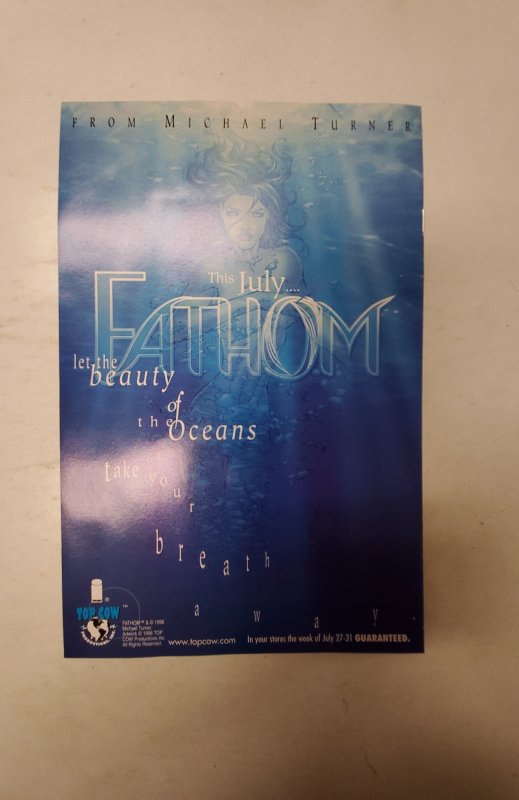 FROM MICHAEL TURNER
This July....
FATHOM
let the
beauty
of
the Oceans
take your
breath
away.
TOP COW
FATHOM™ & © 1998
Michael Turner.
Artwork © 1998 TOP
COW Productions Inc.
All Rights Reserved.
www.topcow.com
In your stores the week of July 27-31 GUARANTEED.